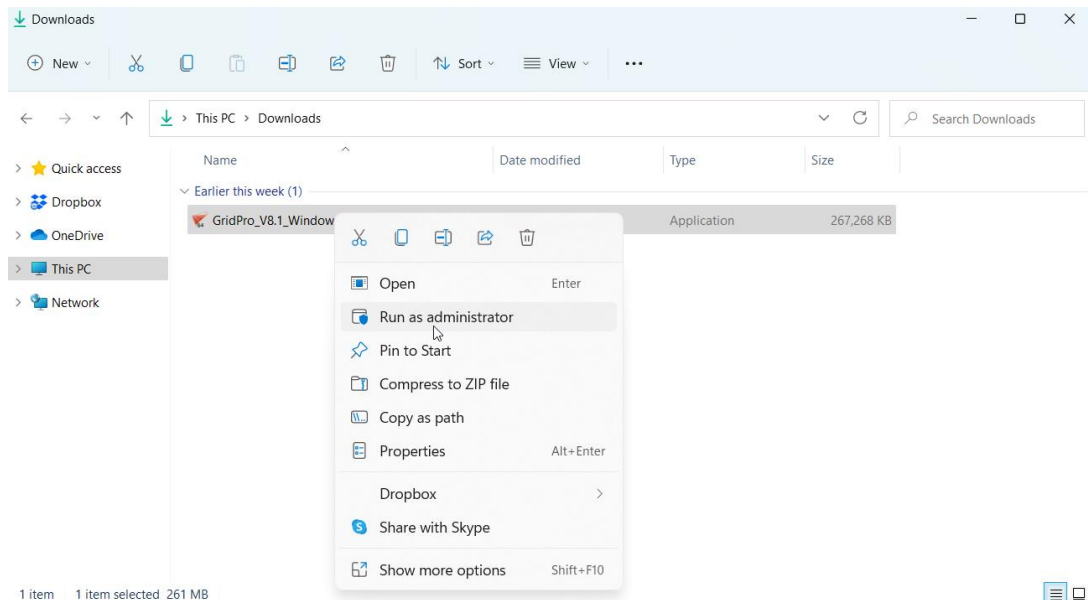 Downloads
New
Sort
View
This PC > Downloads
Search Downloads
Name
Date modified
Type
Size
Quick access
Dropbox
OneDrive
This PC
Network
Earlier this week (1)
GridPro_V8.1_Window
Application
267,268 KB
Open Enter
Run as administrator
Pin to Start
Compress to ZIP file
Copy as path
Properties Alt+Enter
Dropbox
Share with Skype
Show more options Shift+F10
1 item 1 item selected 261 MB